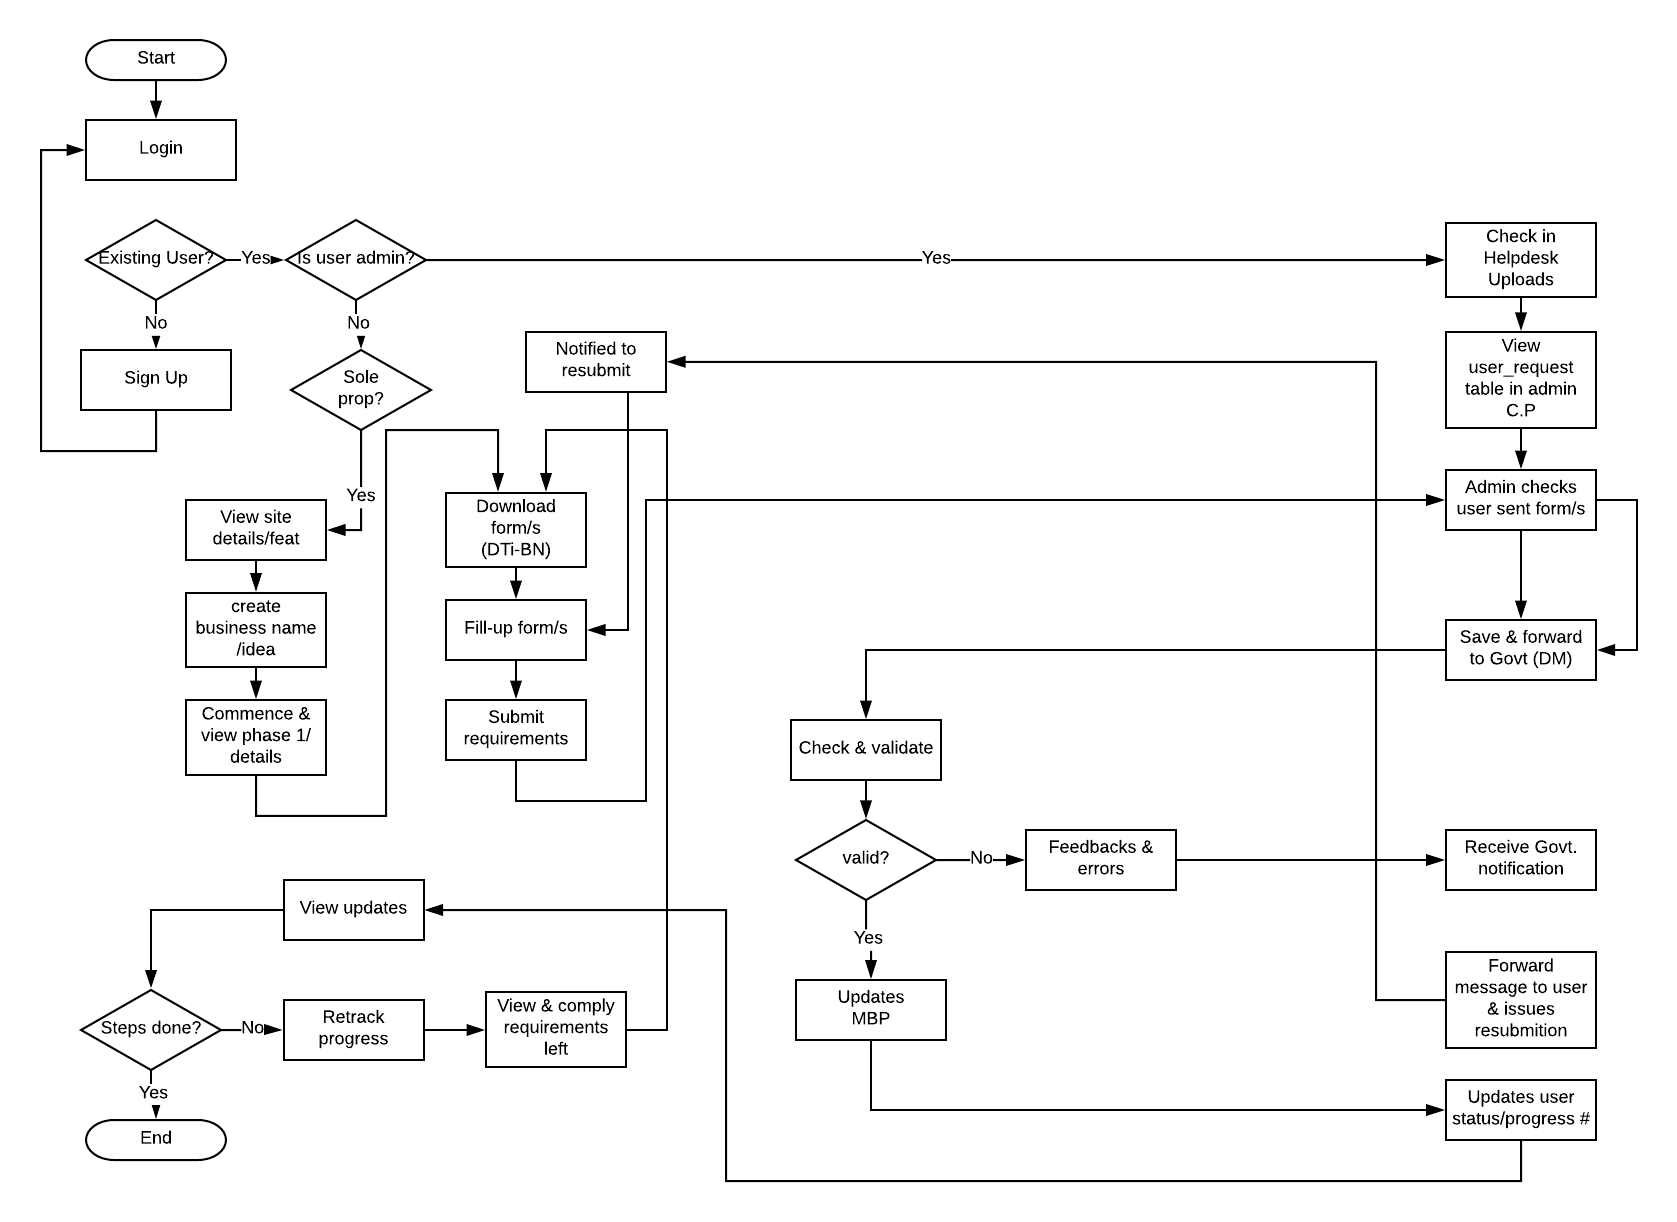 Start
Login
Existing User?
Yes
Is user admin?
Yes
Check in
Helpdesk
Uploads
No
No
Sign Up
Sole
prop?
Notified to
resubmit
View
user_request
table in admin
C.P
Yes
View site
details/feat
Download
form/s
(DTi-BN)
Admin checks
user sent form/s
create
business name
/idea
Fill-up form/s
Save & forward
to Govt (DM)
Commence &
view phase 1/
details
Submit
requirements
Check & validate
valid?
No
Feedbacks &
errors
Receive Govt.
notification
View updates
Yes
Forward
message to user
& issues
resubmition
Steps done?
No
Retrack
progress
View & comply
requirements
left
Updates
MBP
Yes
End
Updates user
status/progress #